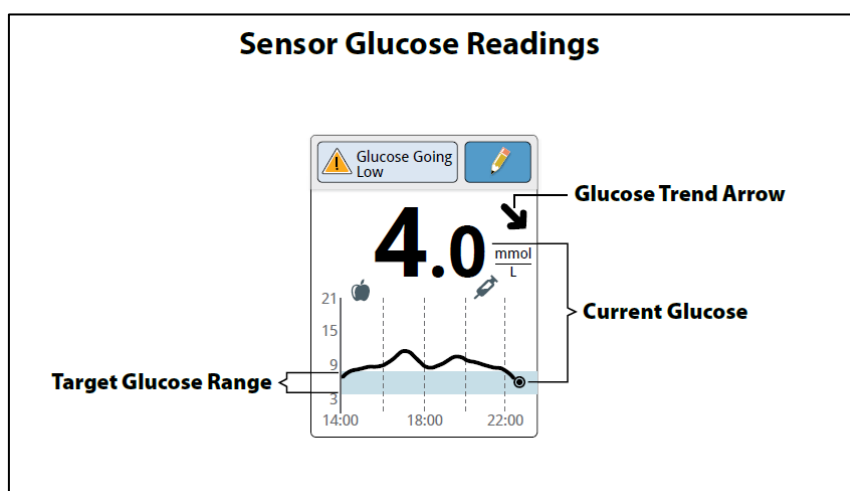 Sensor Glucose Readings
Glucose Going
Low
Glucose Trend Arrow
4.0
mmol
L
Current Glucose
21
15
9
3
Target Glucose Range
14:00 18:00 22:00